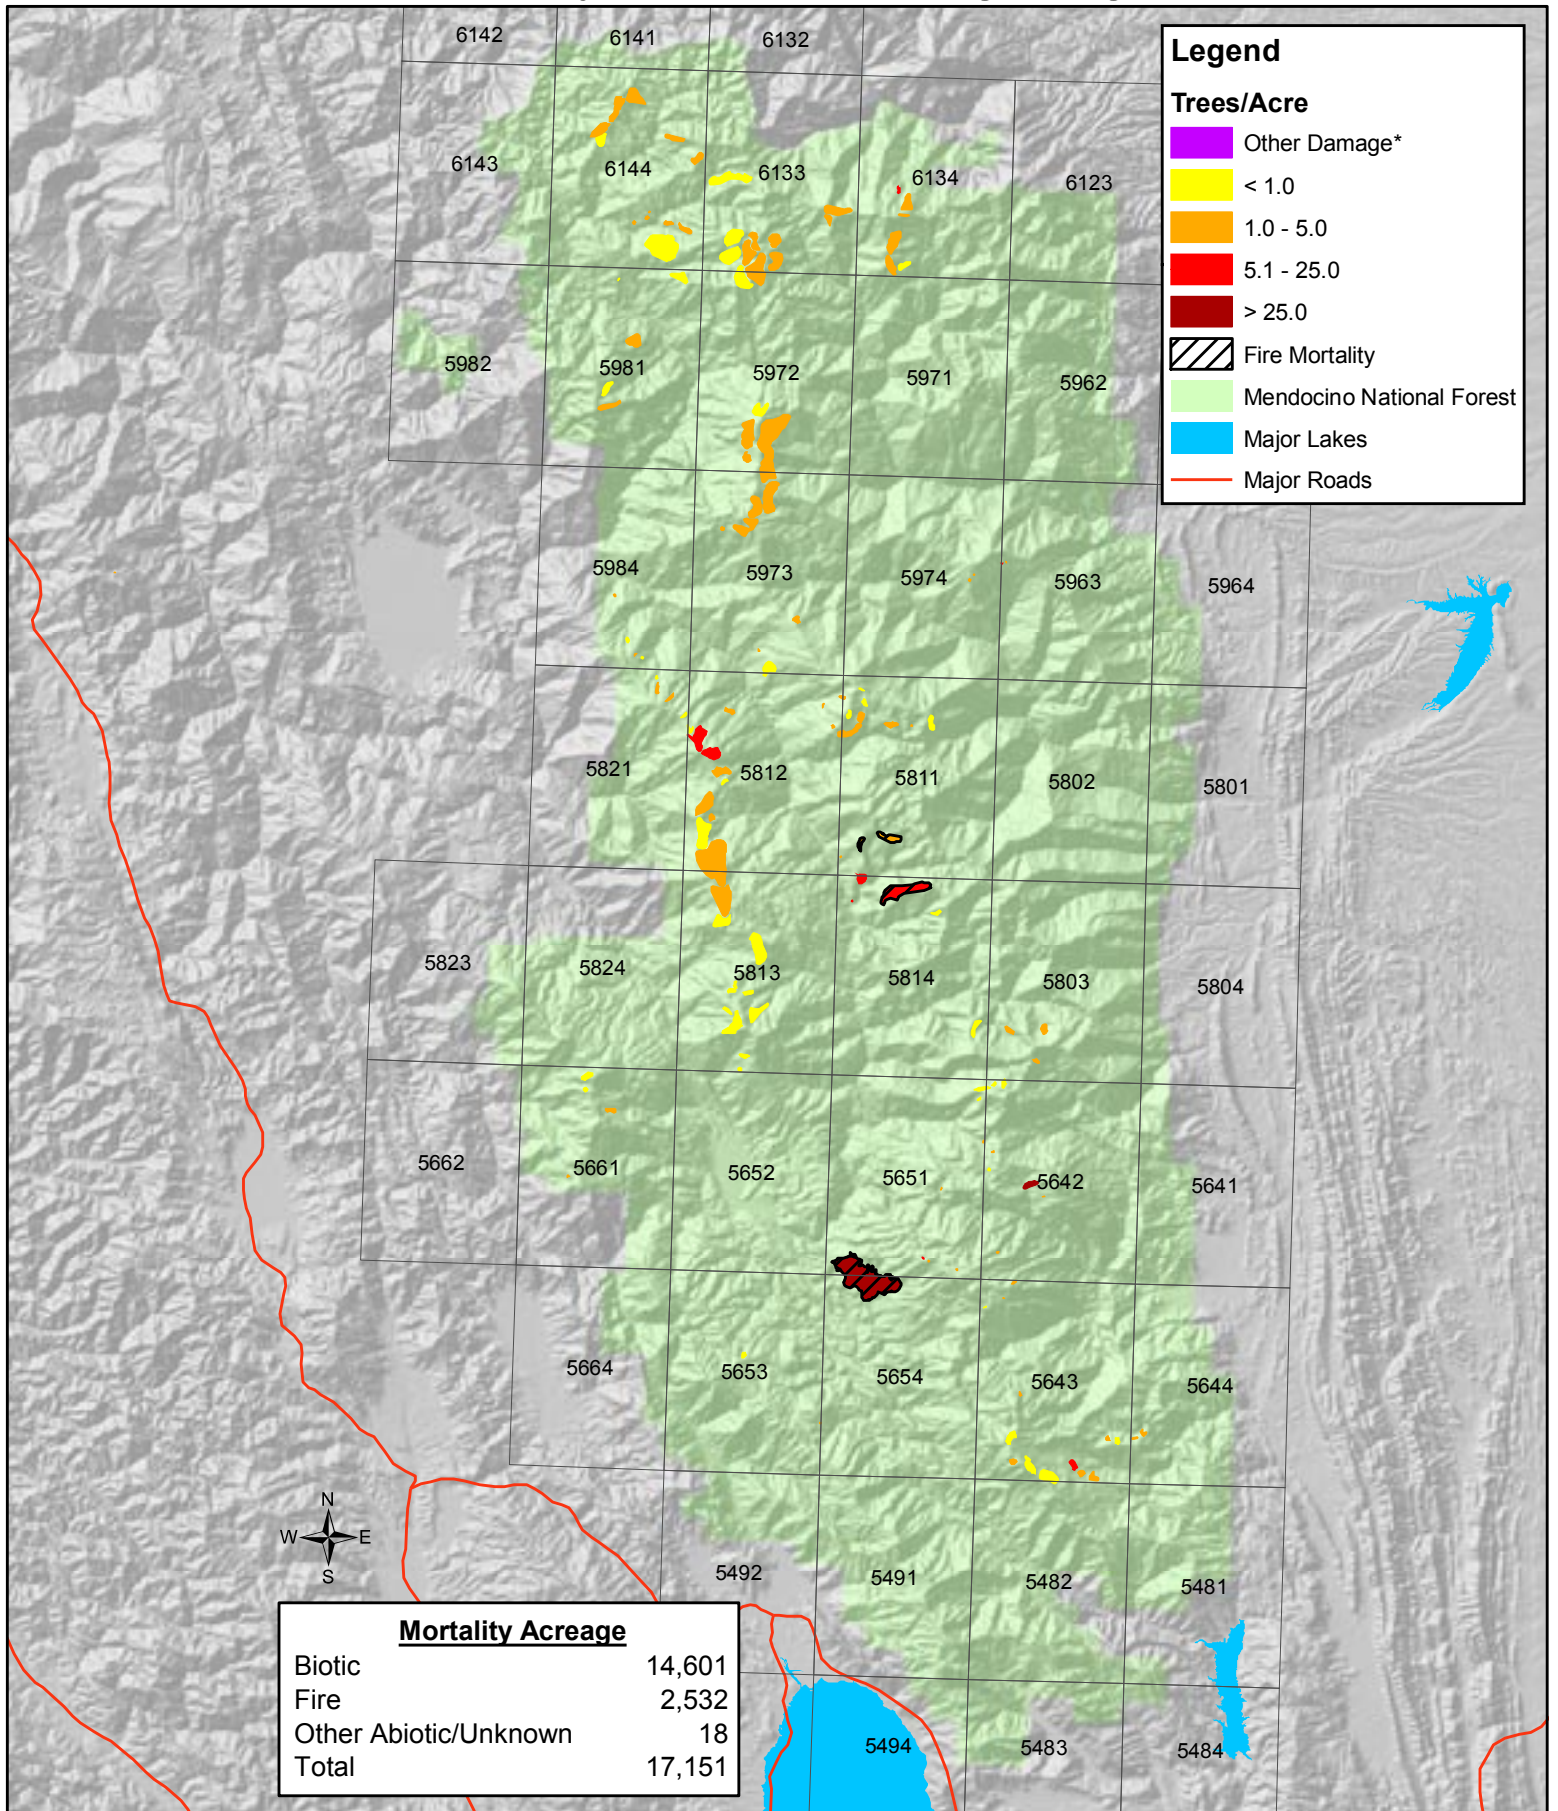 6142
6141
6132
Legend
Trees/Acre
Other Damage*
< 1.0
1.0 - 5.0
5.1 - 25.0
> 25.0
Fire Mortality
Mendocino National Forest
Major Lakes
Major Roads
6143
6144
6133
6134
6123
5982
5981
5972
5971
5962
5984
5973
5974
5963
5964
5821
5812
5811
5802
5801
5823
5824
5813
5814
5803
5804
5662
5661
5652
5651
5642
5641
5664
5653
5654
5643
5644
N
W E
S
5492
5491
5482
5481
Mortality Acreage
Biotic 14,601
Fire 2,532
Other Abiotic/Unknown 18
Total 17,151
5494
5483
5484